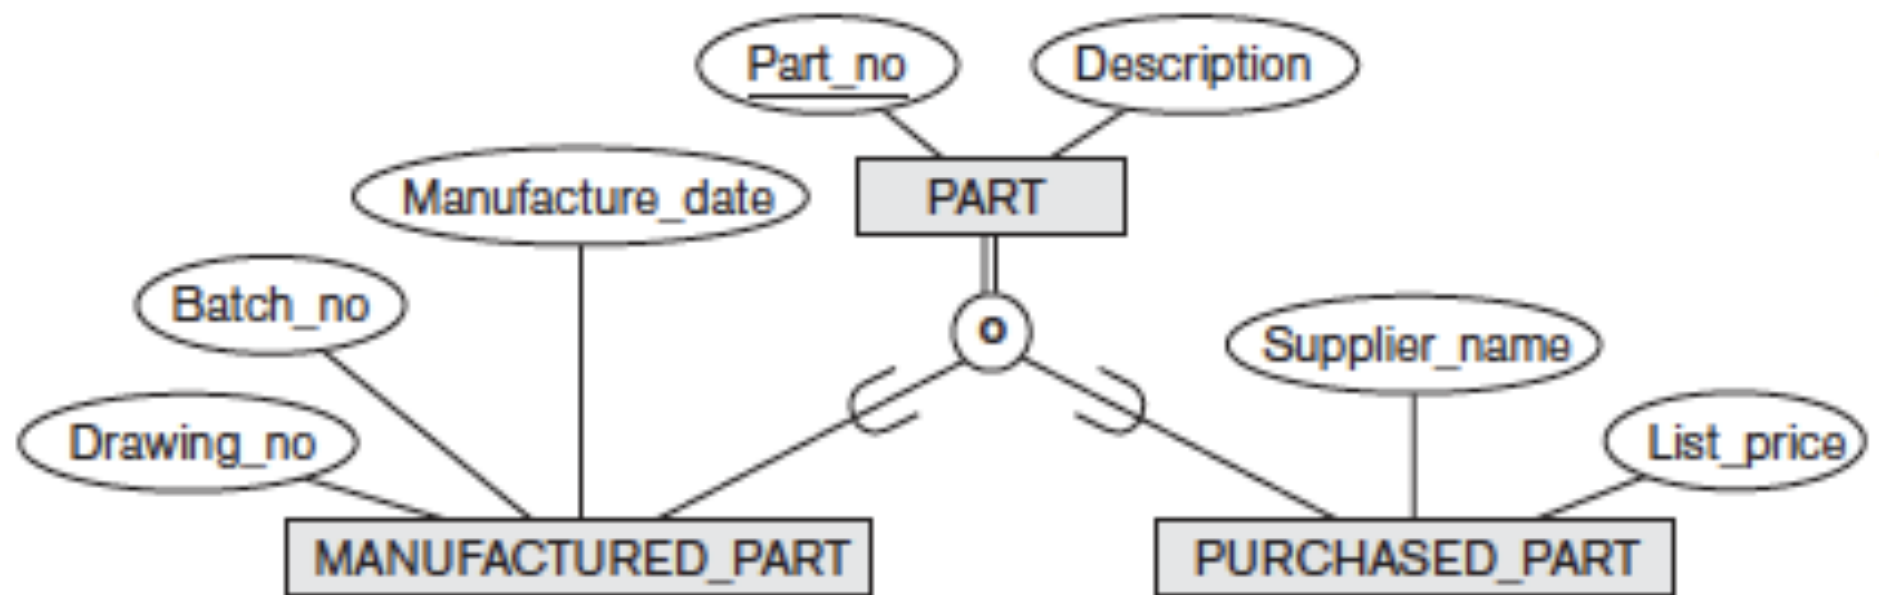 Part_no
Description
PART
Manufacture_date
Batch_no
o
Supplier_name
Drawing_no
List_price
MANUFACTURED_PART
PURCHASED_PART